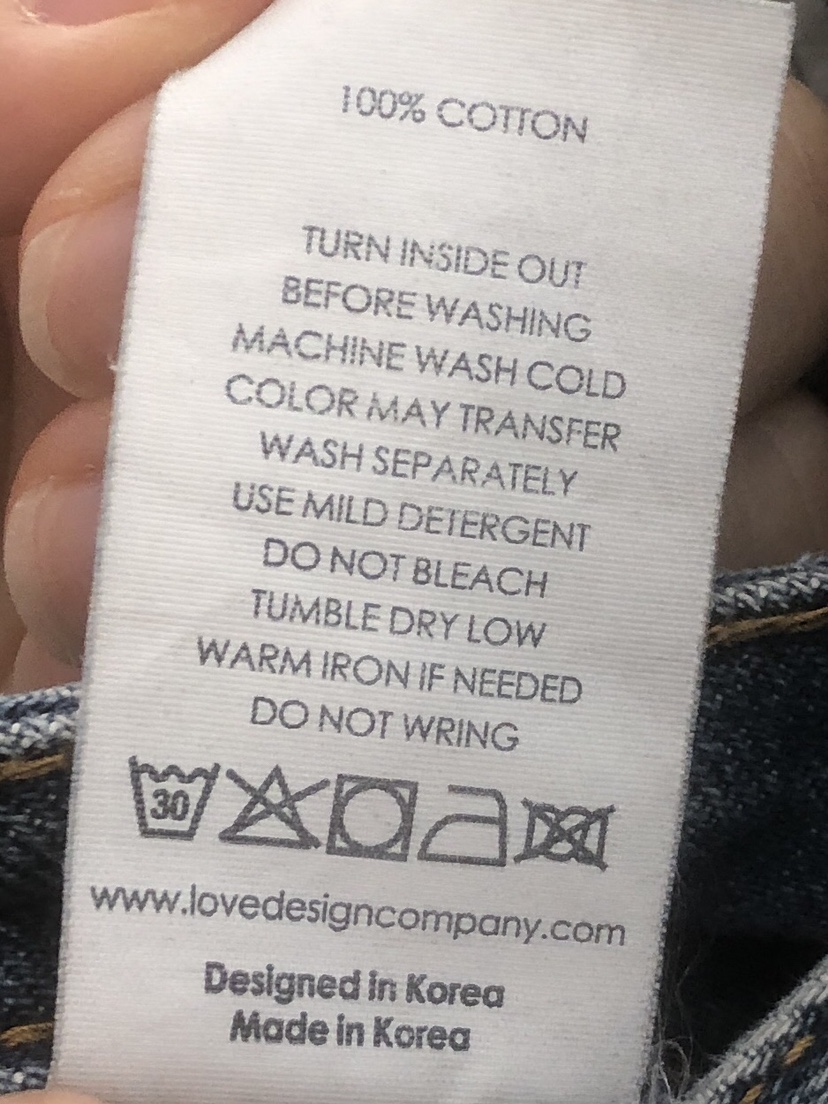 100% COTTON
TURN INSIDE OUT
BEFORE WASHING
MACHINE WASH COLD
COLOR MAY TRANSFER
WASH SEPARATELY
USE MILD DETERGENT
DO NOT BLEACH
TUMBLE DRY LOW
WARM IRON IF NEEDED
DO NOT WRING
30
www.lovedesigncompany.com
Designed in Korea
Made in Korea